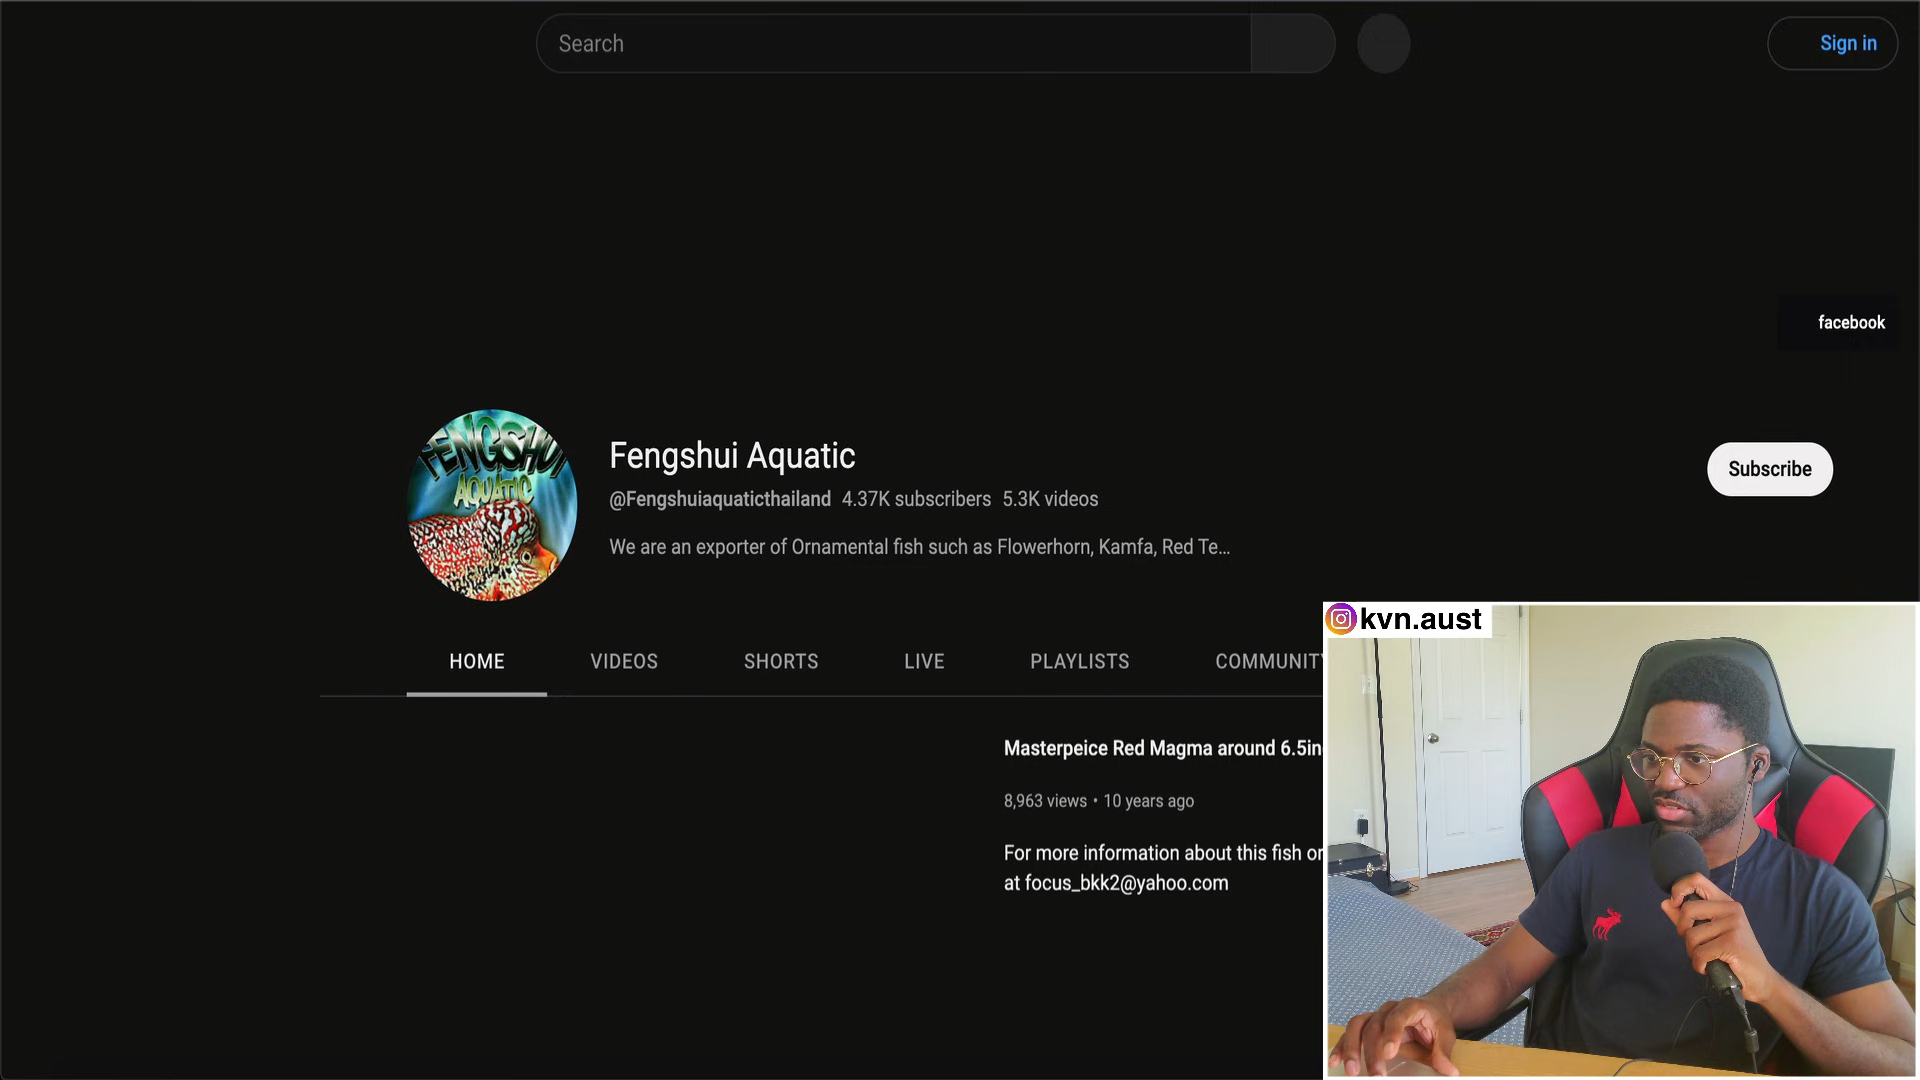 Search
Sign in
facebook
FENGSHUI
AQUATIC
Fengshui Aquatic
@Fengshuiaquaticthailand 4.37K subscribers 5.3K videos
Subscribe
We are an exporter of Ornamental fish such as Flowerhorn, Kamfa, Red Te...
kvn.aust
HOME VIDEOS SHORTS LIVE PLAYLISTS COMMUNITY
Masterpeice Red Magma around 6.5in
8,963 views • 10 years ago
For more information about this fish or
at focus_bkk2@yahoo.com